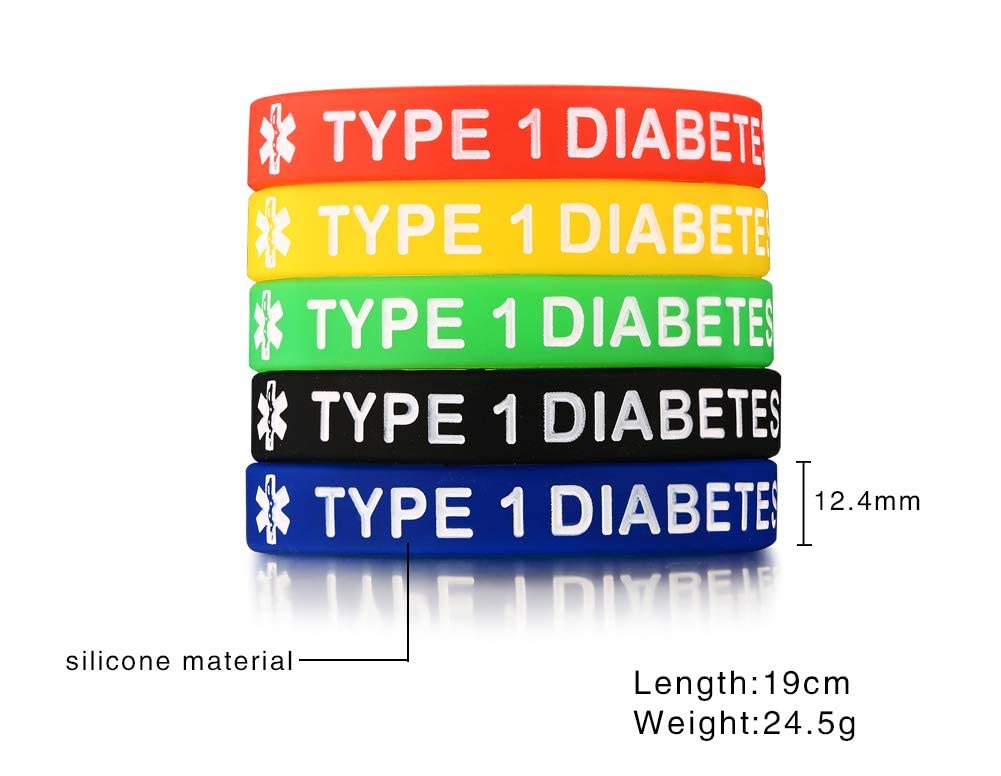 TYPE 1 DIABETES
TYPE 1 DIABETES
TYPE 1 DIABETES
TYPE 1 DIABETES
TYPE 1 DIABETES
12.4mm
silicone material
Length:19cm
Weight:24.5g